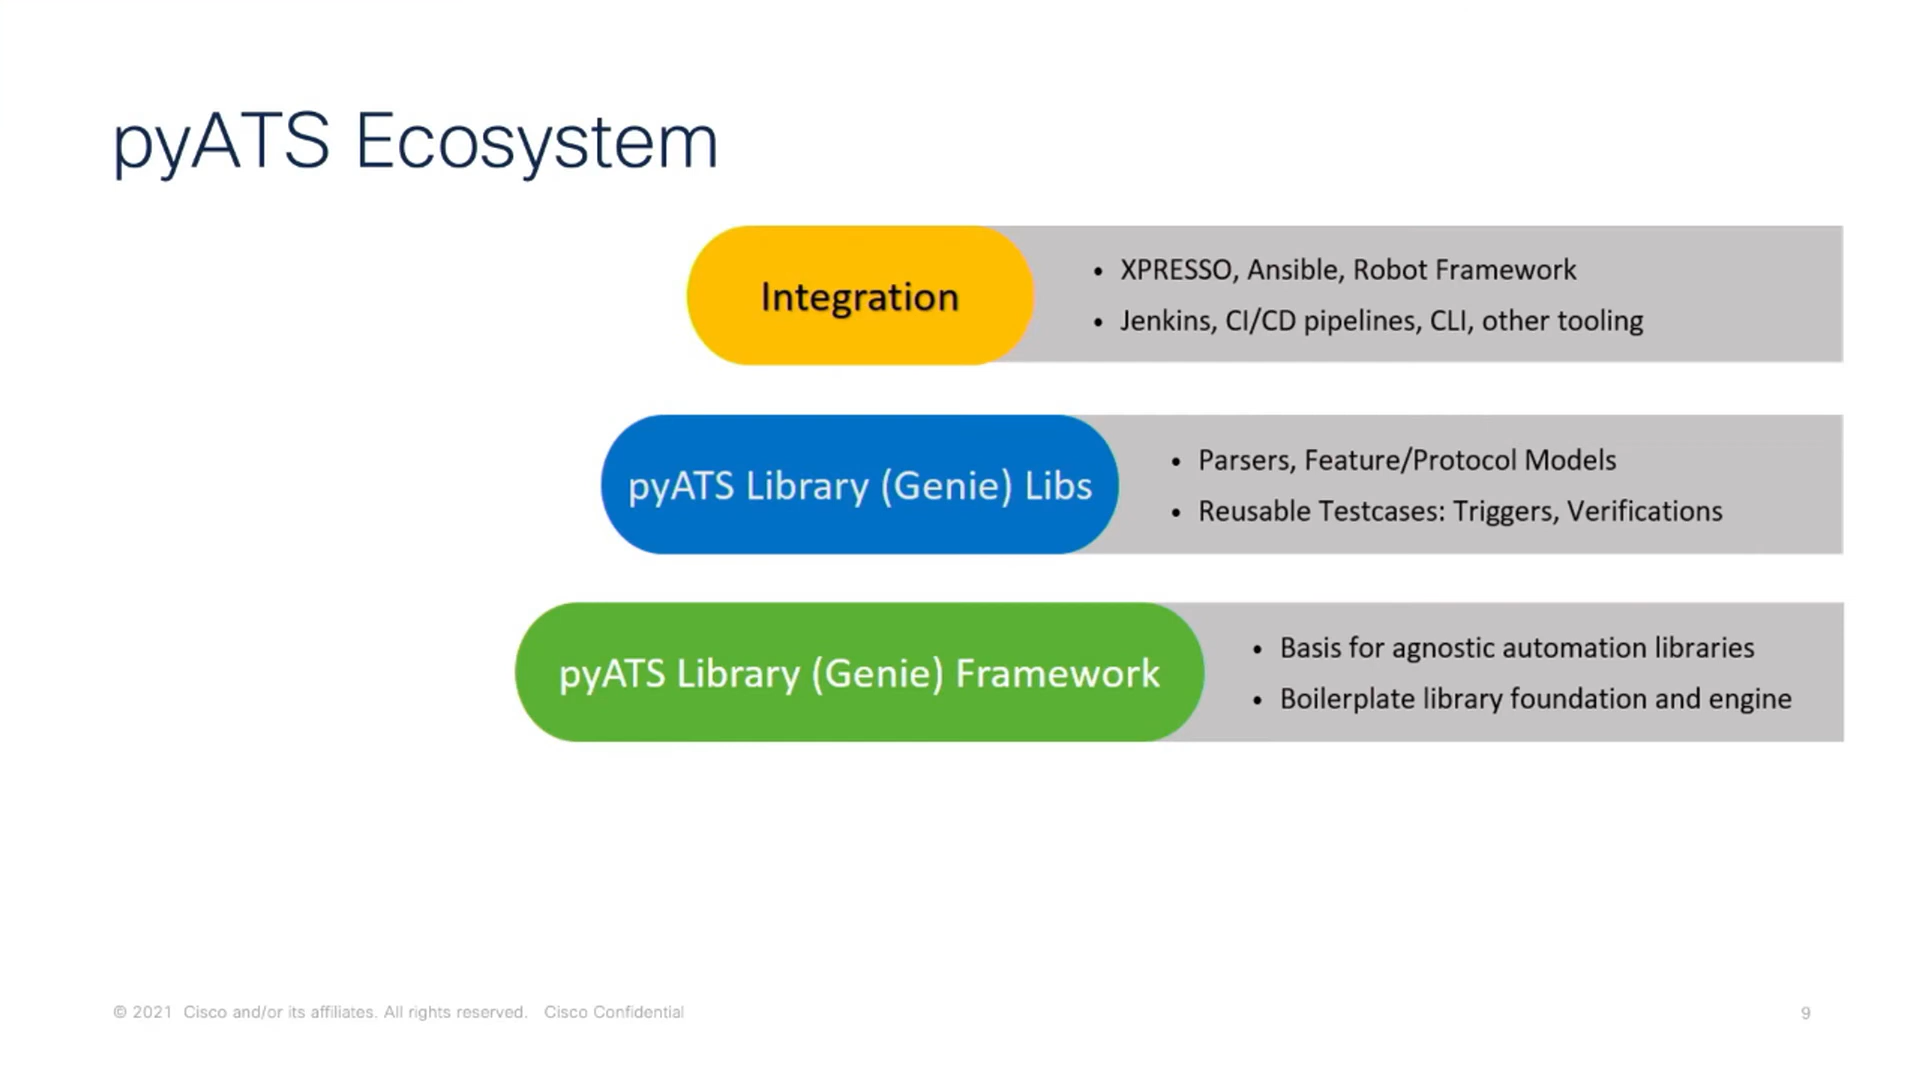 pyATS Ecosystem
Integration
• XPRESSO, Ansible, Robot Framework
• Jenkins, CI/CD pipelines, CLI, other tooling
pyATS Library (Genie) Libs
• Parsers, Feature/Protocol Models
• Reusable Testcases: Triggers, Verifications
pyATS Library (Genie) Framework
• Basis for agnostic automation libraries
• Boilerplate library foundation and engine
© 2021 Cisco and/or its affiliates. All rights reserved. Cisco Confidential
9